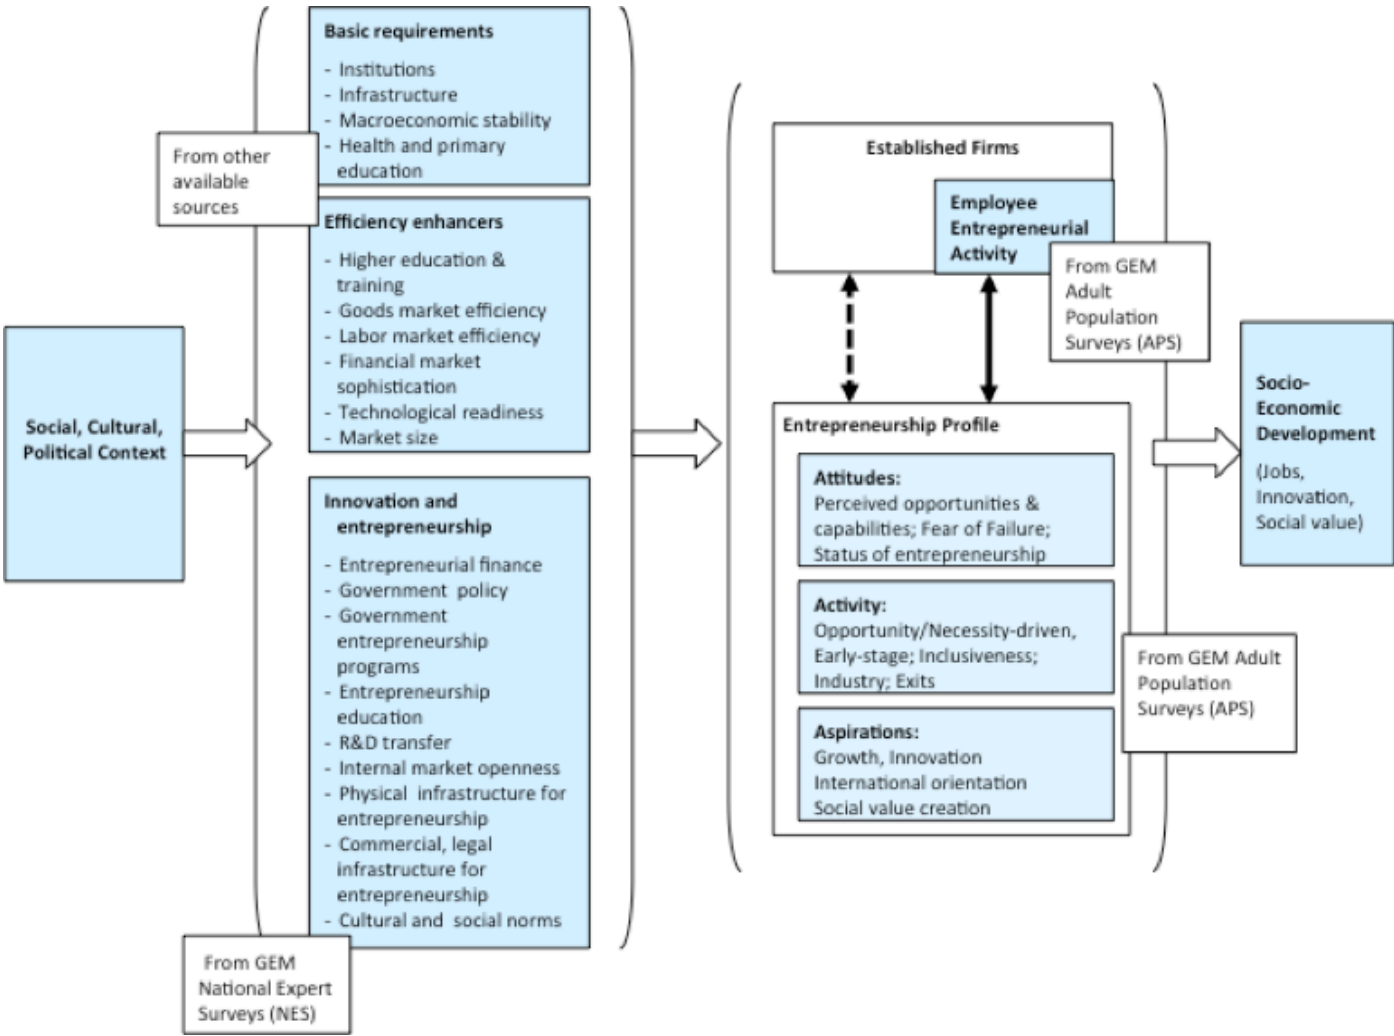 Social, Cultural,
Political Context
From other
available
sources
Basic requirements
- Institutions
- Infrastructure
- Macroeconomic stability
- Health and primary
education
Efficiency enhancers
- Higher education &
training
- Goods market efficiency
- Labor market efficiency
- Financial market
sophistication
- Technological readiness
- Market size
Innovation and
entrepreneurship
- Entrepreneurial finance
- Government policy
- Government
entrepreneurship
programs
- Entrepreneurship
education
- R&D transfer
- Internal market openness
- Physical infrastructure for
entrepreneurship
- Commercial, legal
infrastructure for
entrepreneurship
- Cultural and social norms
From GEM
National Expert
Surveys (NES)
Established Firms
Employee
Entrepreneurial
Activity
From GEM
Adult
Population
Surveys (APS)
Entrepreneurship Profile
Attitudes:
Perceived opportunities &
capabilities; Fear of Failure;
Status of entrepreneurship
Activity:
Opportunity/Necessity-driven,
Early-stage; Inclusiveness;
Industry; Exits
Aspirations:
Growth, Innovation
International orientation
Social value creation
From GEM Adult
Population
Surveys (APS)
Socio-
Economic
Development
(Jobs,
Innovation,
Social value)